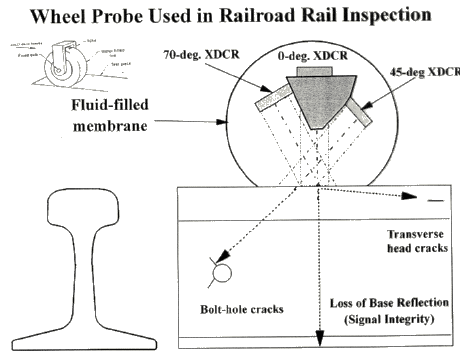 Wheel Probe Used in Railroad Rail Inspection
70-deg. XDCR
0-deg. XDCR
45-deg XDCR
Fluid-filled
membrane
Transverse
head cracks
Bolt-hole cracks
Loss of Base Reflection
(Signal Integrity)